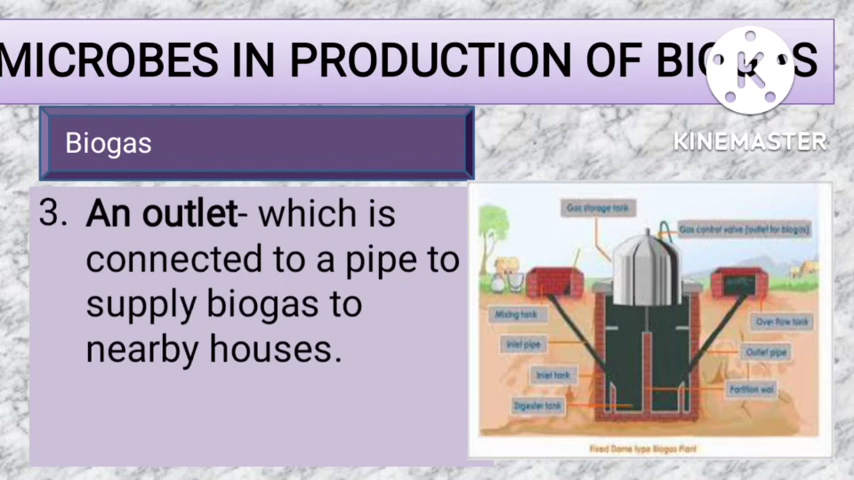 MICROBES IN PRODUCTION OF BIOGAS
KINEMASTER
Biogas
3. An outlet- which is
connected to a pipe to
supply biogas to
nearby houses.
Gas storage tank
Gas control valve (outlet for biogas)
Mixing tank
Over flow tank
Inlet pipe
Outlet pipe
Inlet tank
Partition wal
Digester tank
Fixed Dome type Biogas Plant